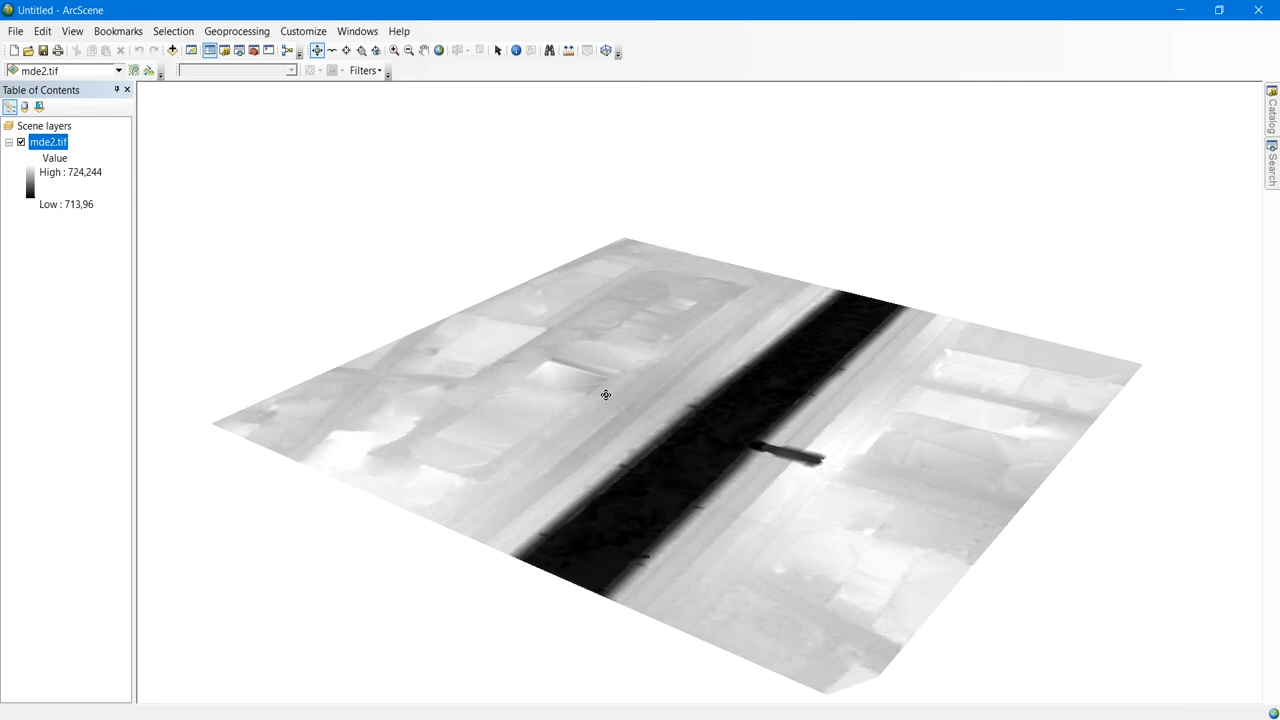 Untitled - ArcScene
File Edit View Bookmarks Selection Geoprocessing Customize Windows Help
mde2.tif Filters
Table of Contents
Scene layers
mde2.tif
Value
High : 724,244
Low : 713,96
Catalog
Search